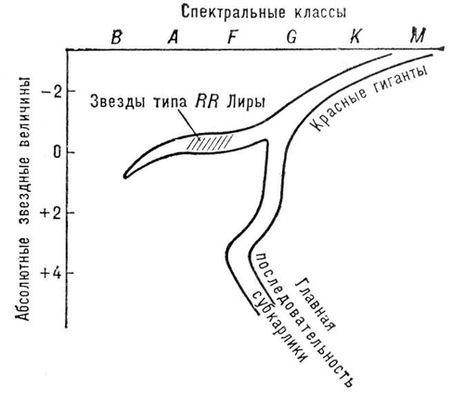 Спектральные классы
B A F G K M
Абсолютные звездные величины
-2
0
+2
+4
Звезды типа RR Лиры
Красные гиганты
Главная
последовательность
субкарлики